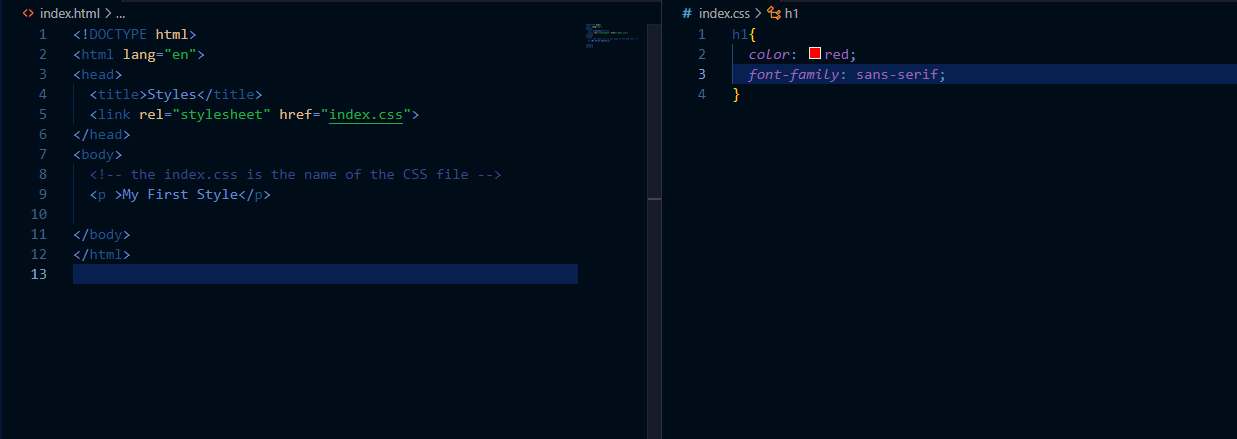 <> index.html > ...
1 <!DOCTYPE html>
2 <html lang="en">
3 <head>
4 <title>Styles</title>
5 <link rel="stylesheet" href="index.css">
6 </head>
7 <body>
8 <!-- the index.css is the name of the CSS file -->
9 <p >My First Style</p>
10
11 </body>
12 </html>
13
# index.css > h1
1 h1{
2 color: red;
3 font-family: sans-serif;
4 }